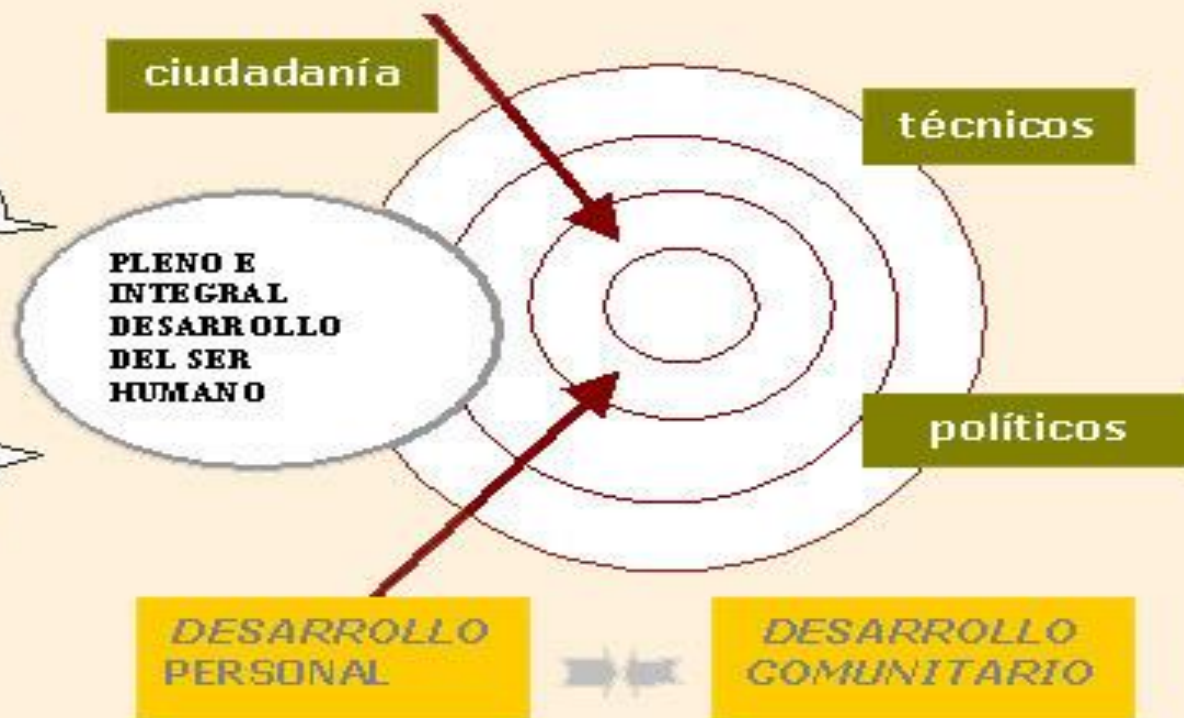 ciudadanía
técnicos
PLENO E
INTEGRAL
DESARROLLO
DEL SER
HUMANO
políticos
DESARROLLO
PERSONAL
DESARROLLO
COMUNITARIO